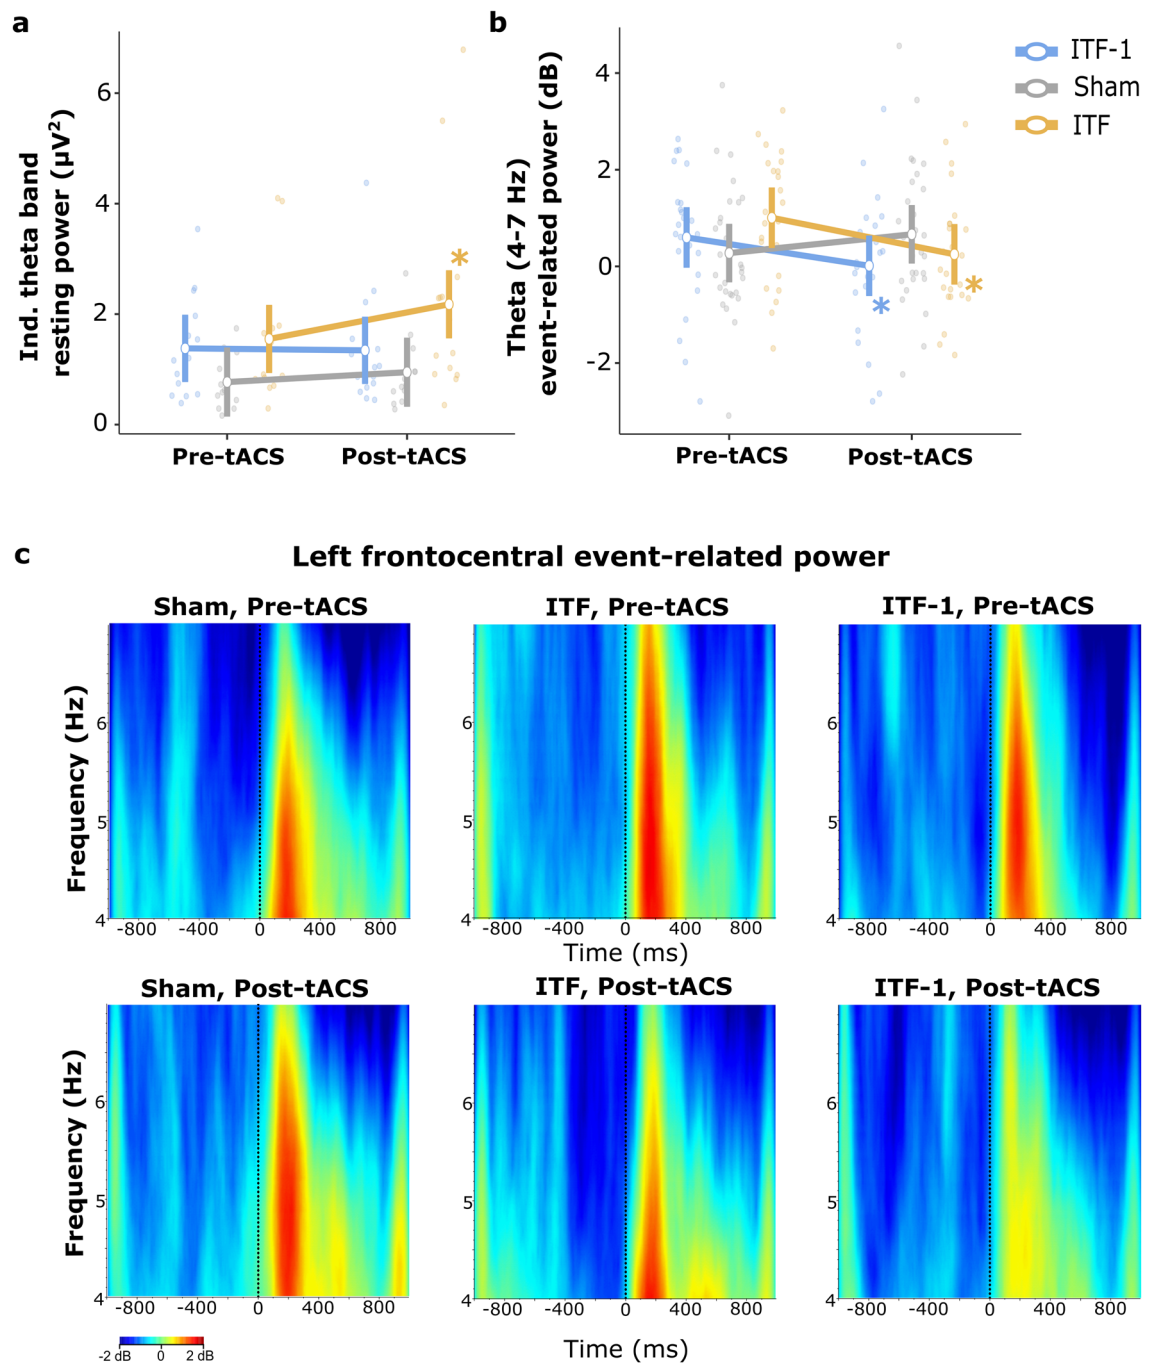 a
b
Ind. theta band
resting power (µV²)
6
4
2
0
Pre-tACS
Post-tACS
Theta (4-7 Hz)
event-related power (dB)
4
2
0
-2
Pre-tACS
Post-tACS
ITF-1
Sham
ITF
*
*
*
c
Left frontocentral event-related power
Sham, Pre-tACS
ITF, Pre-tACS
ITF-1, Pre-tACS
Frequency (Hz)
6
5
4
6
5
4
6
5
4
-800 -400 0 400 800
-800 -400 0 400 800
-800 -400 0 400 800
Time (ms)
Sham, Post-tACS
ITF, Post-tACS
ITF-1, Post-tACS
Frequency (Hz)
6
5
4
6
5
4
6
5
4
-800 -400 0 400 800
-800 -400 0 400 800
-800 -400 0 400 800
Time (ms)
-2 dB 0 2 dB